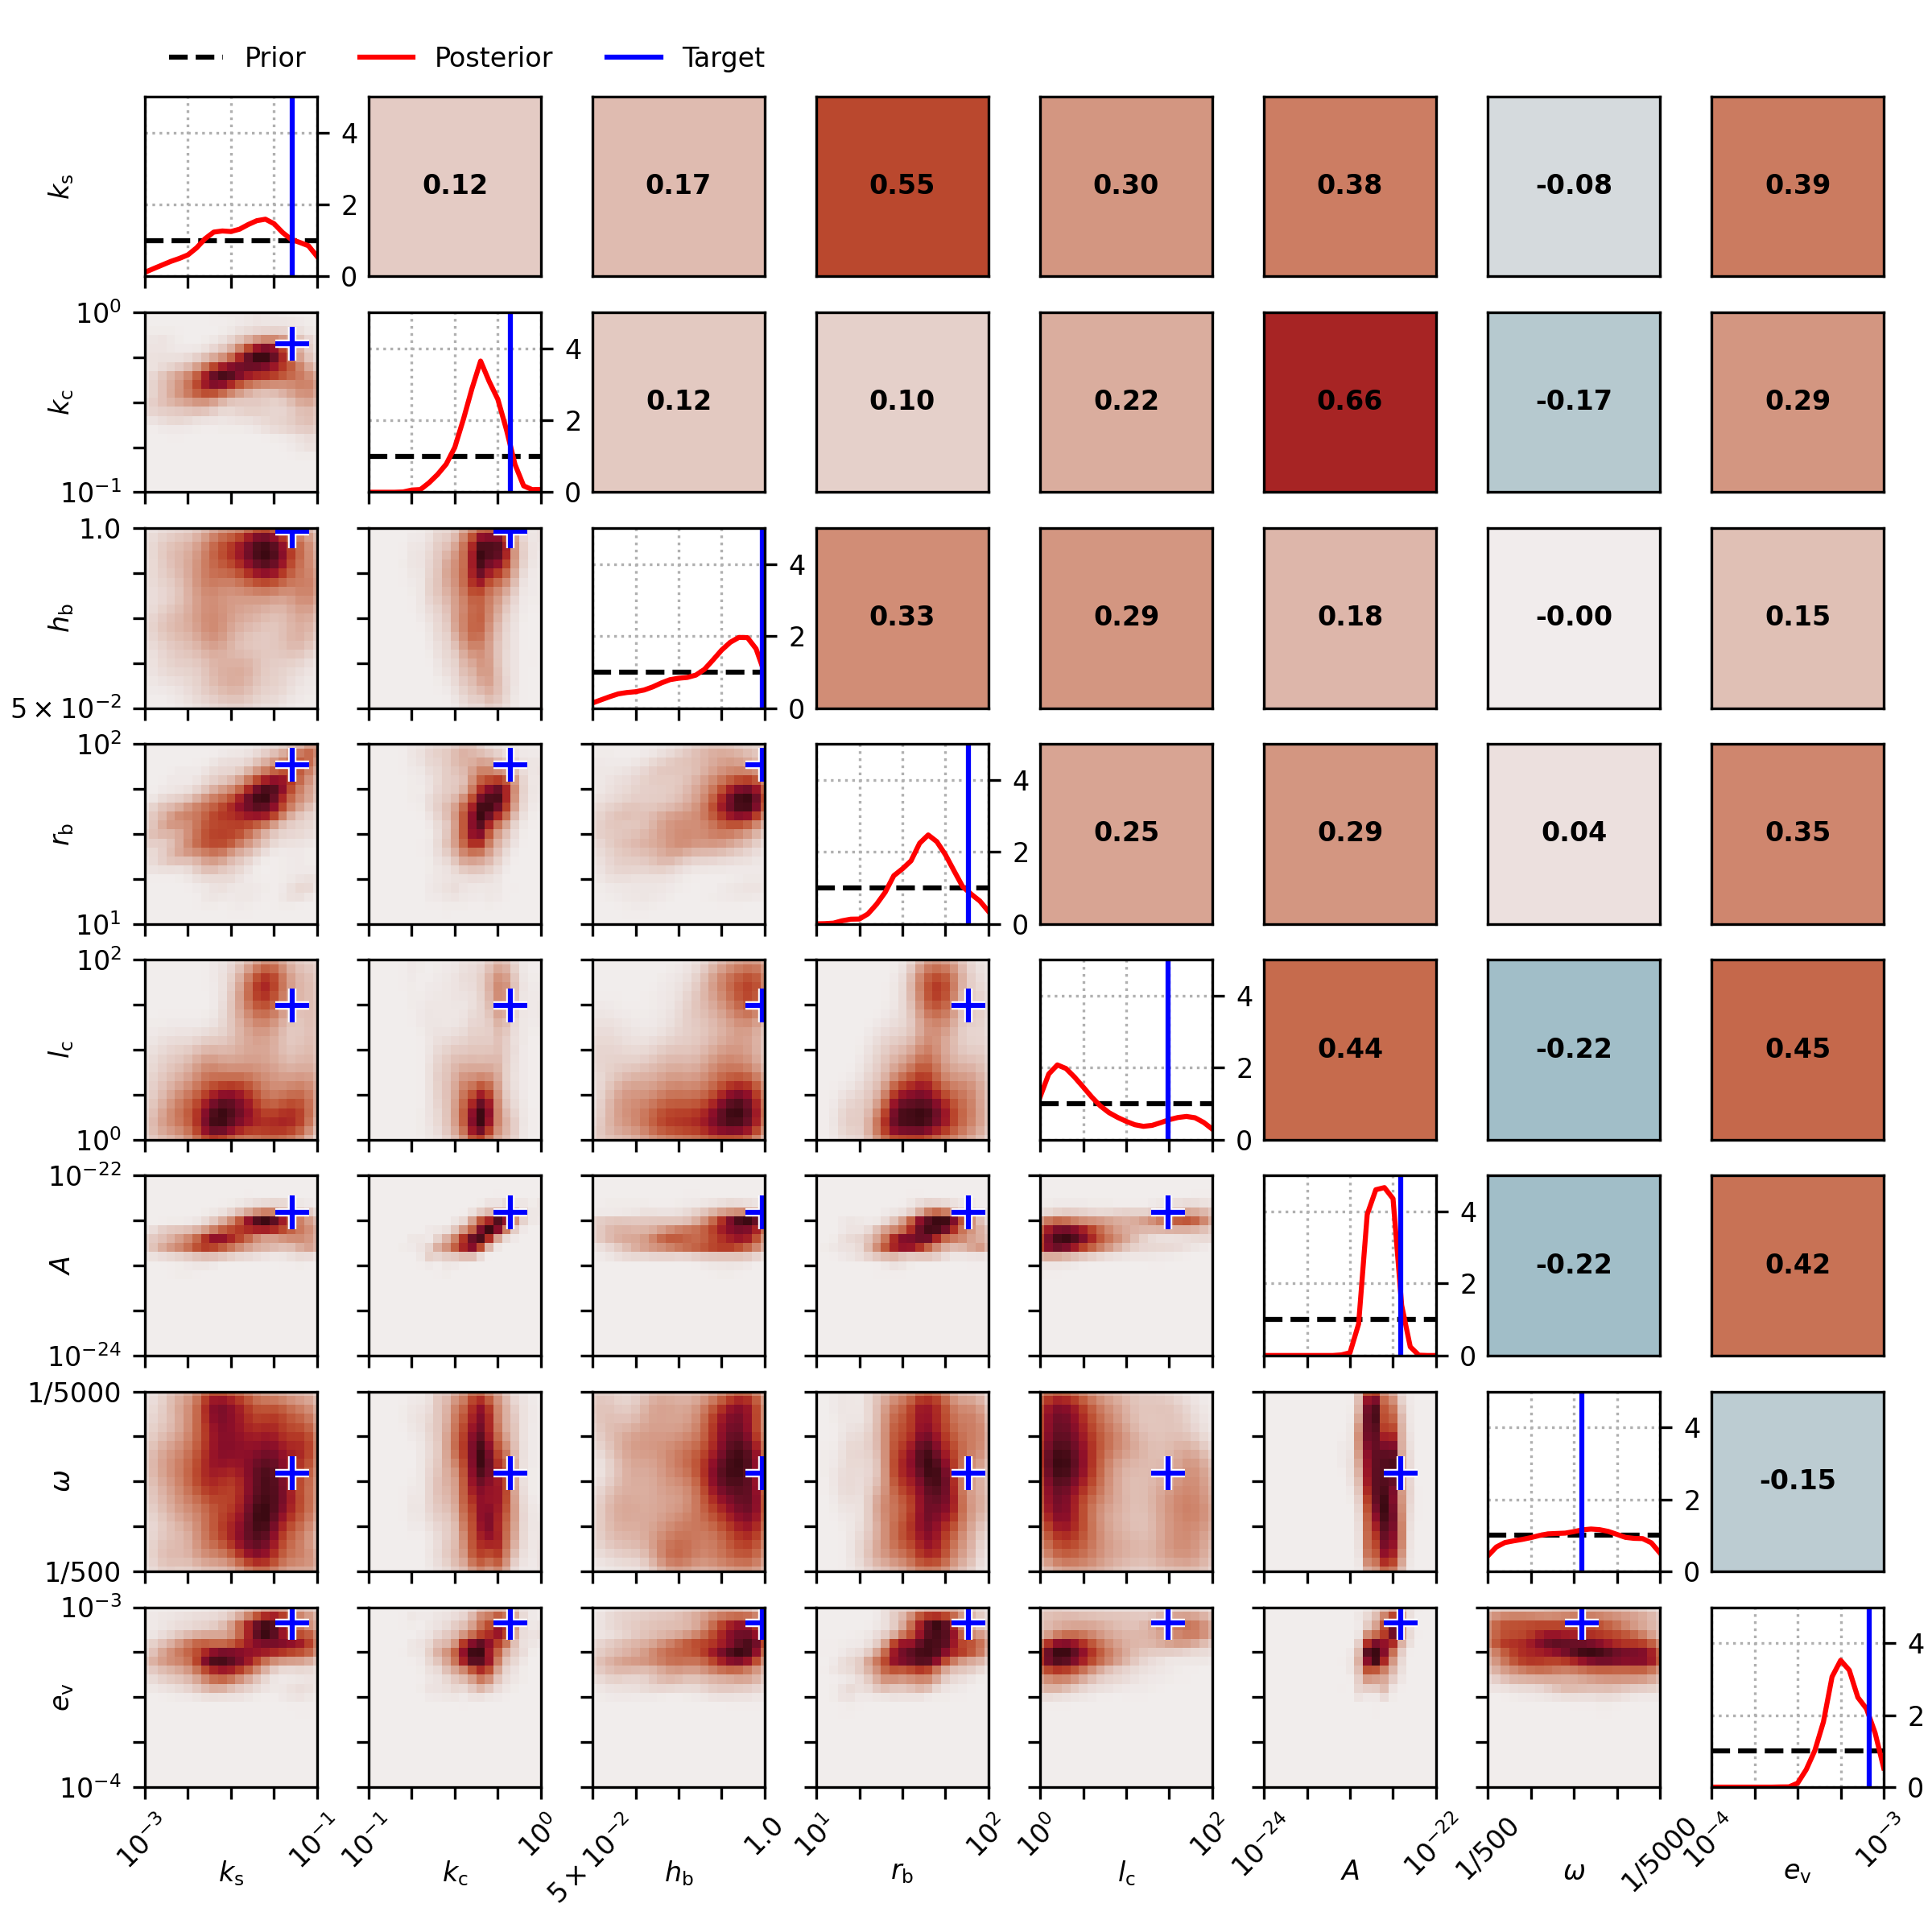 Prior Posterior Target
k_s 4 2 0 0.12 0.17 0.55 0.30 0.38 -0.08 0.39
10^0 k_c 10^−1 4 2 0 0.12 0.10 0.22 0.66 -0.17 0.29
1.0 h_b 5 × 10^−2 4 2 0 0.33 0.29 0.18 -0.00 0.15
10^2 r_b 10^1 4 2 0 0.25 0.29 0.04 0.35
10^2 l_c 10^0 4 2 0 0.44 -0.22 0.45
10^−22 A 10^−24 4 2 0 -0.22 0.42
1/5000 ω 1/500 4 2 0 -0.15
10^−3 e_v 10^−4 4 2 0
10^−3 10^−1 10^−1 10^0 5 × 10^−2 1.0 10^1 10^2 10^0 10^2 10^−24 10^−22 1/500 1/5000 10^−4 10^−3
k_s k_c h_b r_b l_c A ω e_v